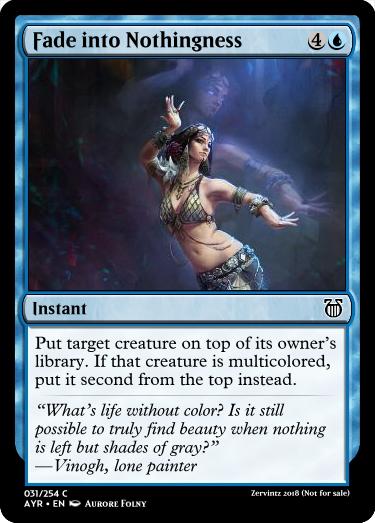 Fade into Nothingness 4
Instant
Put target creature on top of its owner's
library. If that creature is multicolored,
put it second from the top instead.
“What's life without color? Is it still
possible to truly find beauty when nothing
is left but shades of gray?”
—Vinogh, lone painter
031/254 C
AYR • EN Aurore Folny
Zervintz 2018 (Not for sale)